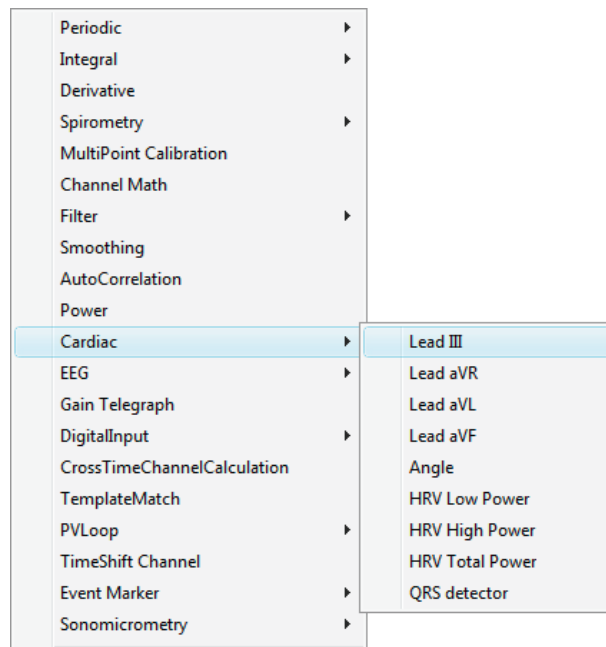 Periodic
Integral
Derivative
Spirometry
MultiPoint Calibration
Channel Math
Filter
Smoothing
AutoCorrelation
Power
Cardiac
EEG
Gain Telegraph
DigitalInput
CrossTimeChannelCalculation
TemplateMatch
PVLoop
TimeShift Channel
Event Marker
Sonomicrometry
Lead III
Lead aVR
Lead aVL
Lead aVF
Angle
HRV Low Power
HRV High Power
HRV Total Power
QRS detector